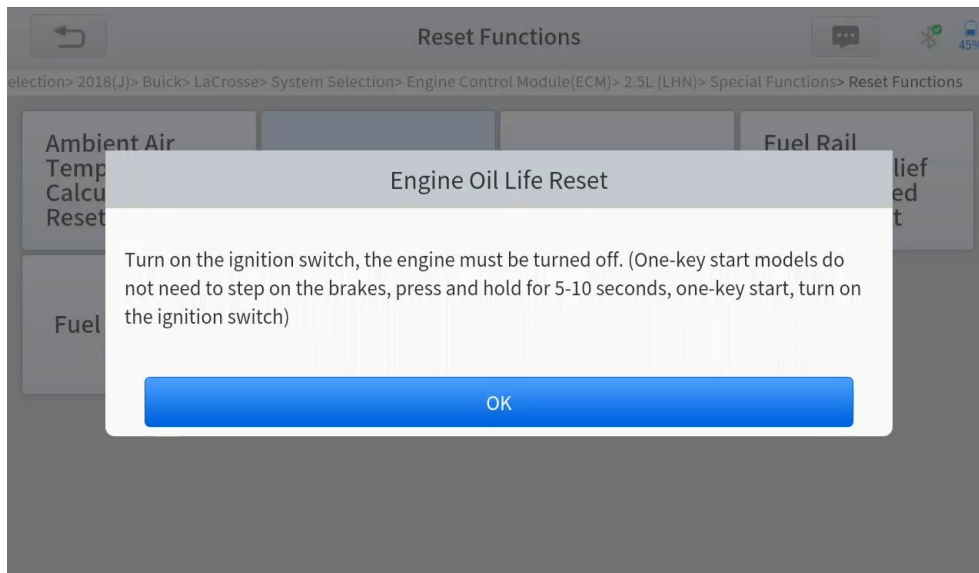 Reset Functions
45%
election> 2018(J)> Buick> LaCrosse> System Selection> Engine Control Module(ECM)> 2.5L (LHN)> Special Functions> Reset Functions
Ambient Air
Temp
Calcu
Reset
Fuel Rail
lief
ed
t
Engine Oil Life Reset
Turn on the ignition switch, the engine must be turned off. (One-key start models do
not need to step on the brakes, press and hold for 5-10 seconds, one-key start, turn on
the ignition switch)
Fuel
OK